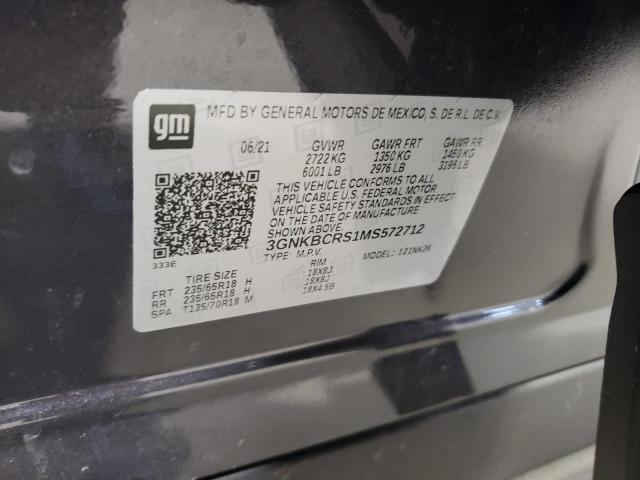 gm
MFD BY GENERAL MOTORS DE MEXICO, S. DE R.L. DE C.V.
06/21 GVWR GAWR FRT GAWR RR
2722 KG 1350 KG 1450 KG
6001 LB 2976 LB 3196 LB
THIS VEHICLE CONFORMS TO ALL
APPLICABLE U.S. FEDERAL MOTOR
VEHICLE SAFETY STANDARDS IN
EFFECT ON THE DATE OF MANUFACTURE
SHOWN ABOVE.
3GNKBCRS1MS572712
TYPE: M.P.V. MODEL: 121NK26
333E
TIRE SIZE RIM
FRT 235/65R18 H 18X8J
RR 235/65R18 H 18X8J
SPA T135/70R18 M 18X4.5B